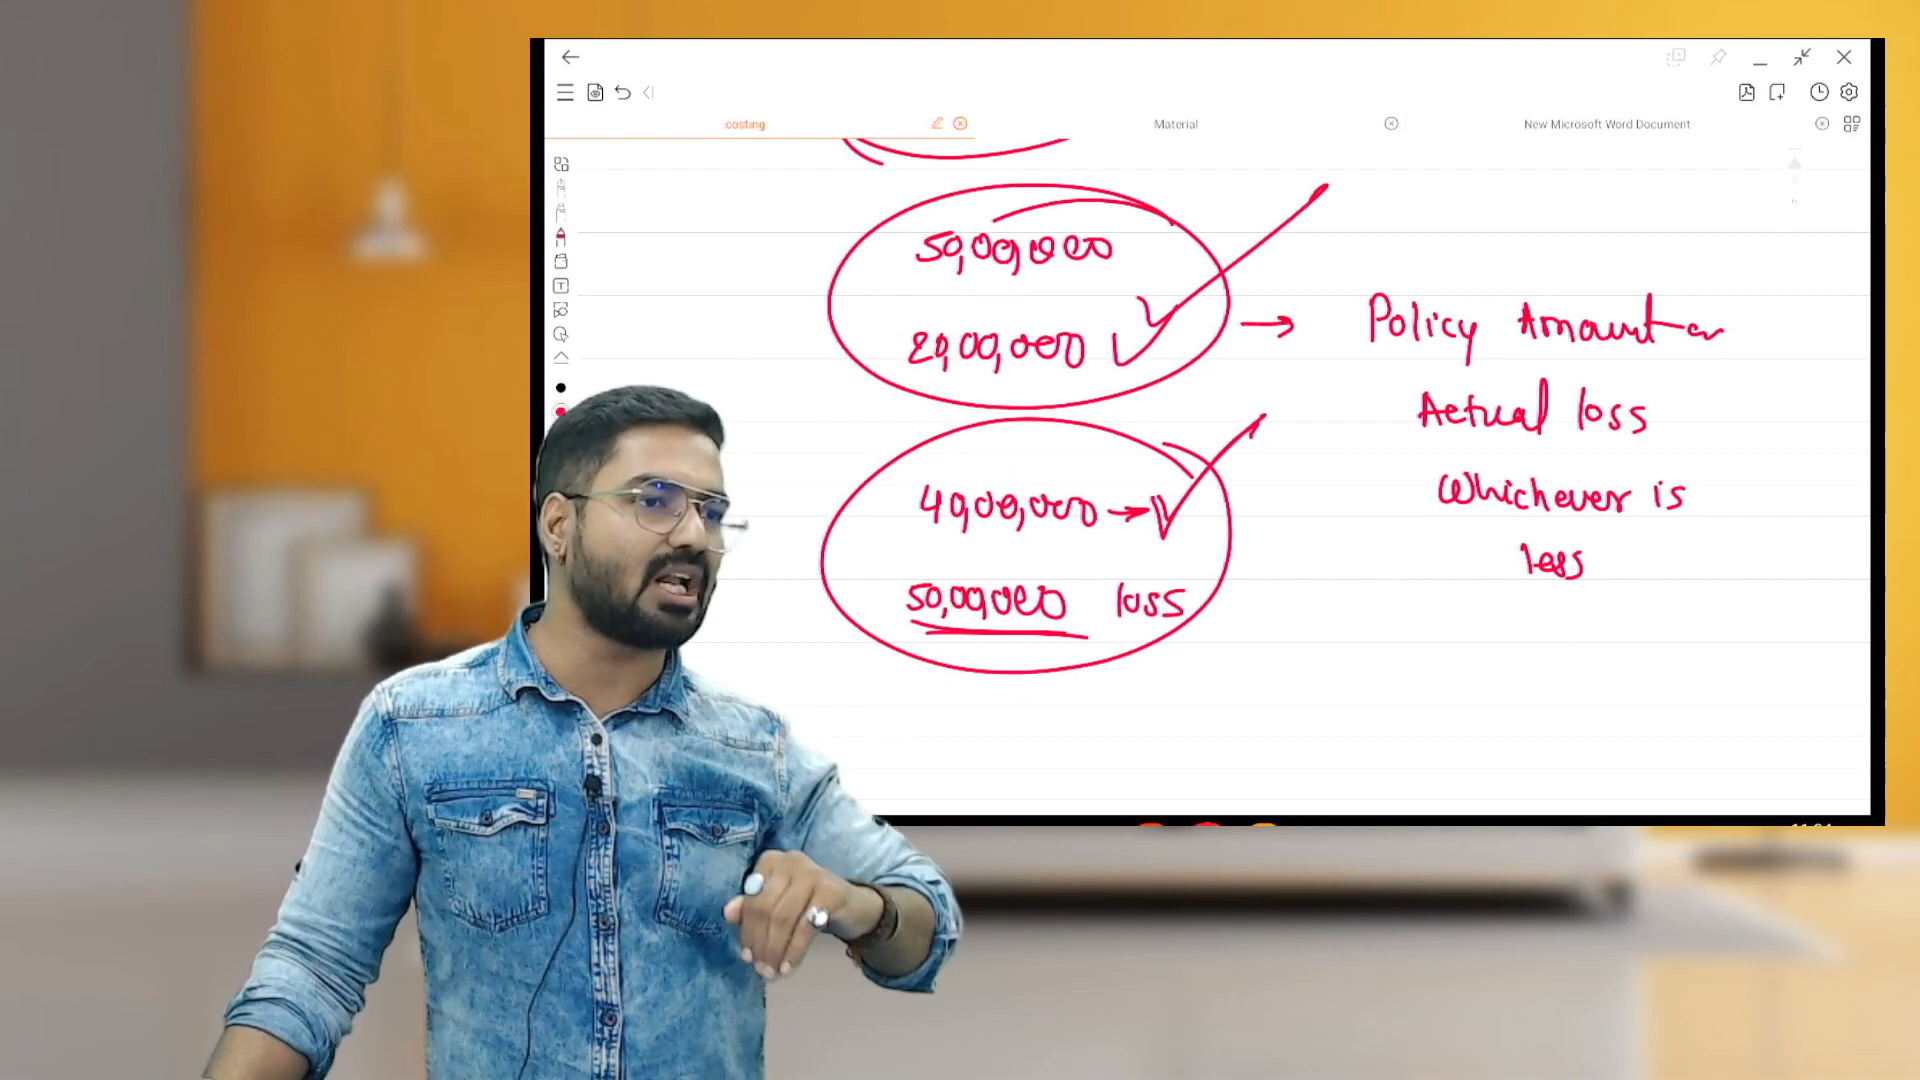 costing
Material
New Microsoft Word Document
50,00,000
20,00,000
Policy Amount or
Actual loss
Whichever is
less
40,00,000
50,00,000 loss